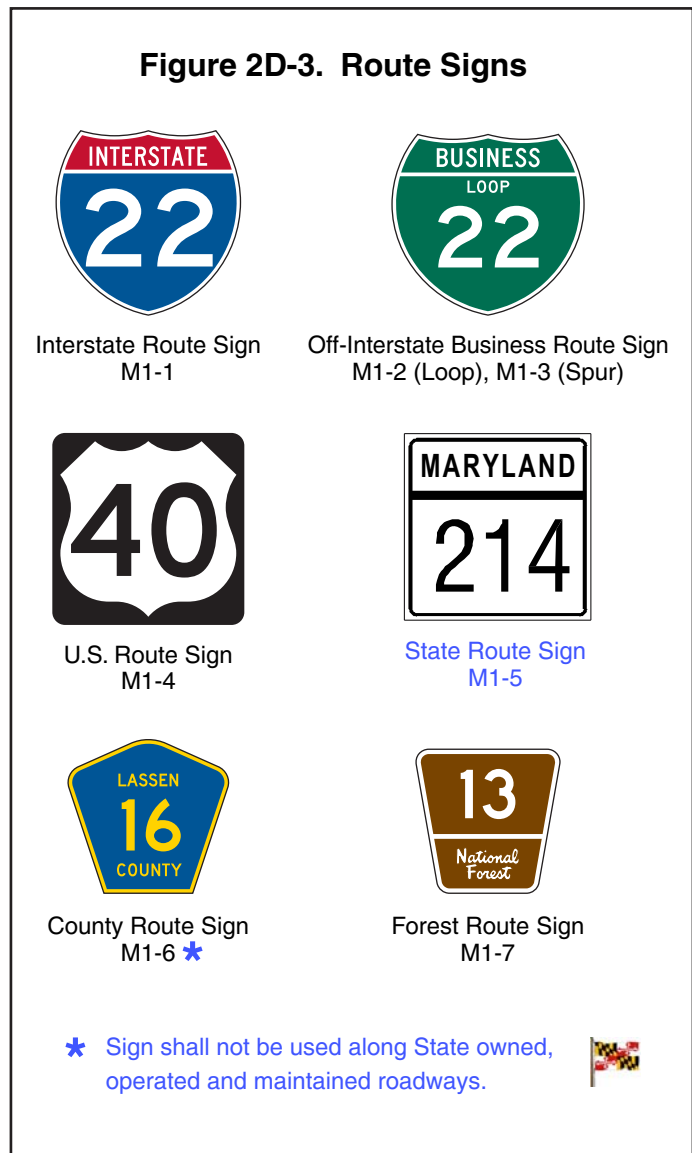 Figure 2D-3. Route Signs
INTERSTATE
22
Interstate Route Sign
M1-1
BUSINESS
LOOP
22
Off-Interstate Business Route Sign
M1-2 (Loop), M1-3 (Spur)
40
U.S. Route Sign
M1-4
MARYLAND
214
State Route Sign
M1-5
LASSEN
16
COUNTY
County Route Sign
M1-6 *
13
National
Forest
Forest Route Sign
M1-7
* Sign shall not be used along State owned,
operated and maintained roadways.